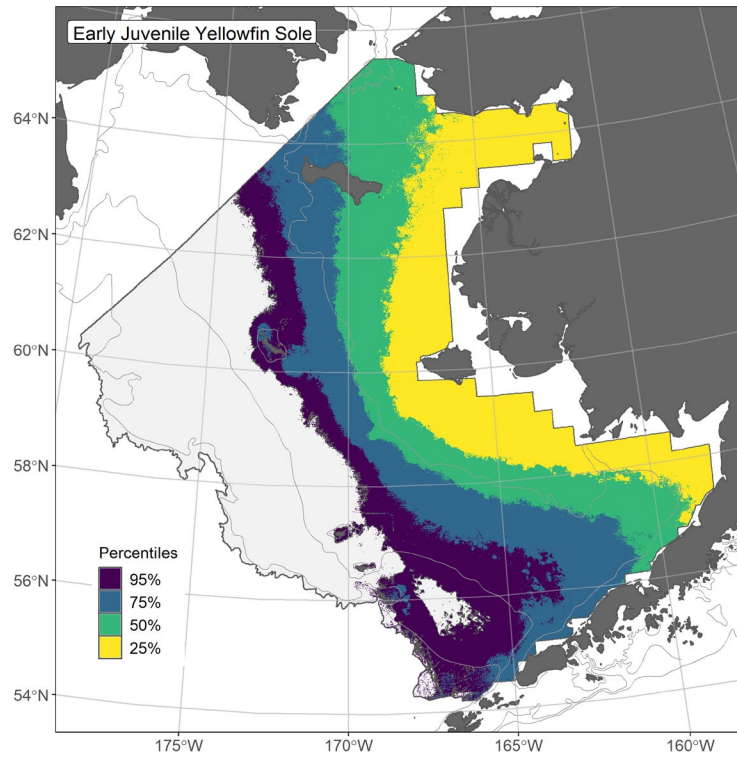 Early Juvenile Yellowfin Sole
64°N
62°N
60°N
58°N
56°N
54°N
Percentiles
95%
75%
50%
25%
175°W
170°W
165°W
160°W